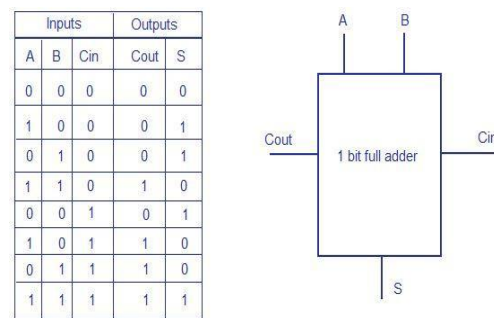 Inputs Outputs
A B Cin Cout S
0 0 0 0 0
1 0 0 0 1
0 1 0 0 1
1 1 0 1 0
0 0 1 0 1
1 0 1 1 0
0 1 1 1 0
1 1 1 1 1
A B
Cout 1 bit full adder Cin
S